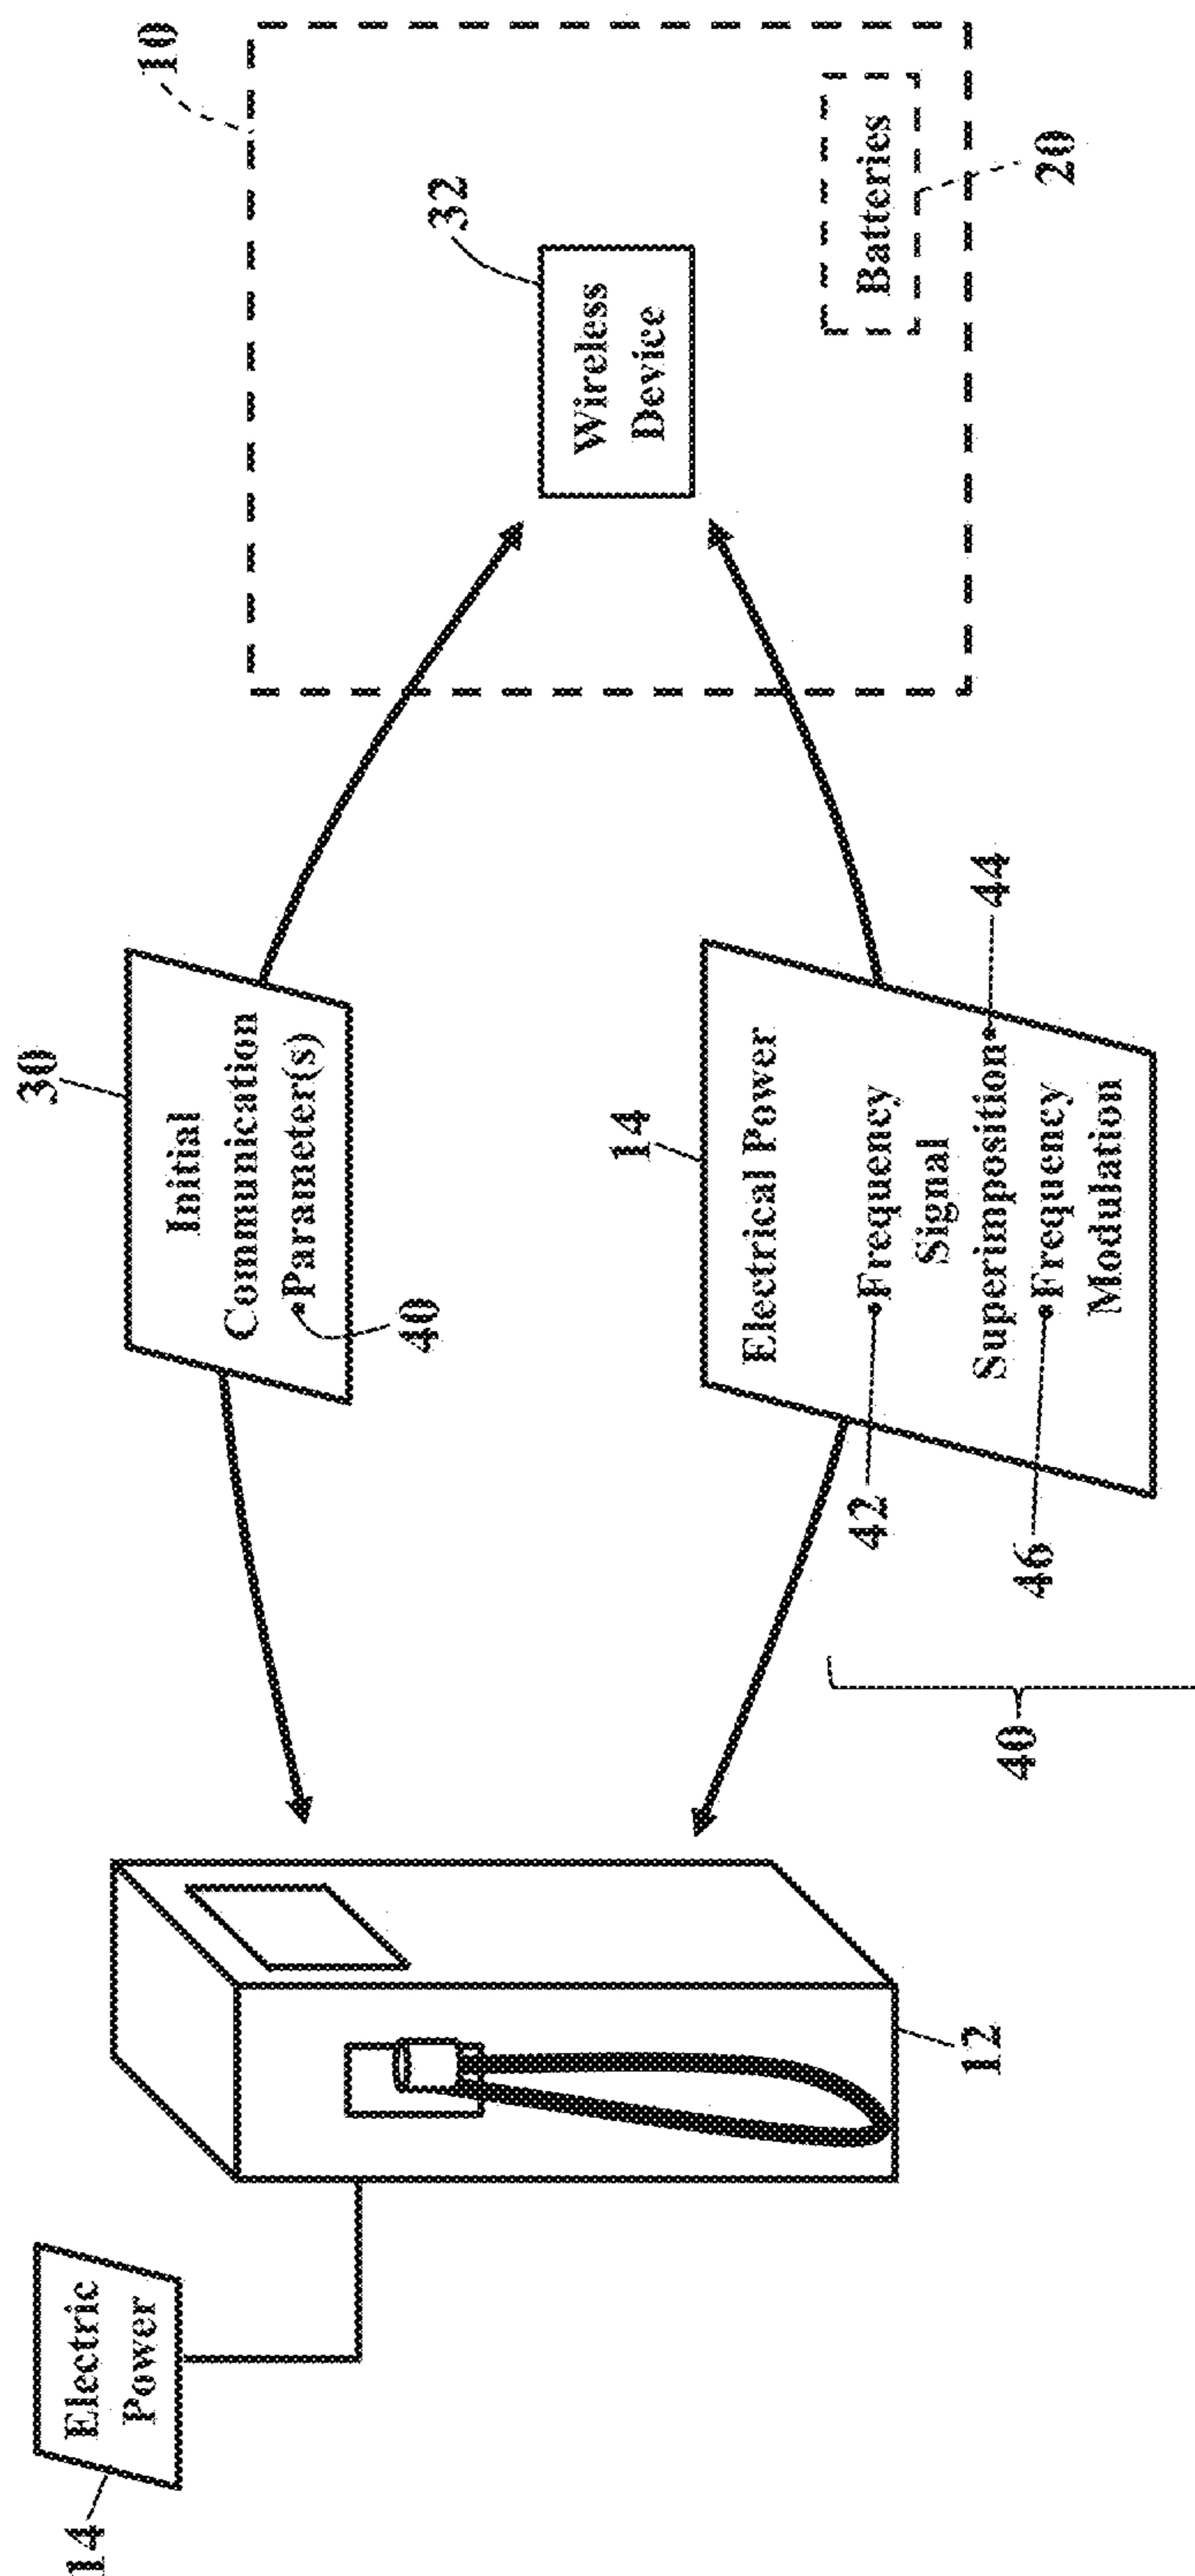 14
Electric
Power
12
30
Initial
Communication
•Parameter(s)
40
14
Electrical Power
42
•Frequency
Signal
Superimposition•
44
46
•Frequency
Modulation
40
10
32
Wireless
Device
Batteries
20